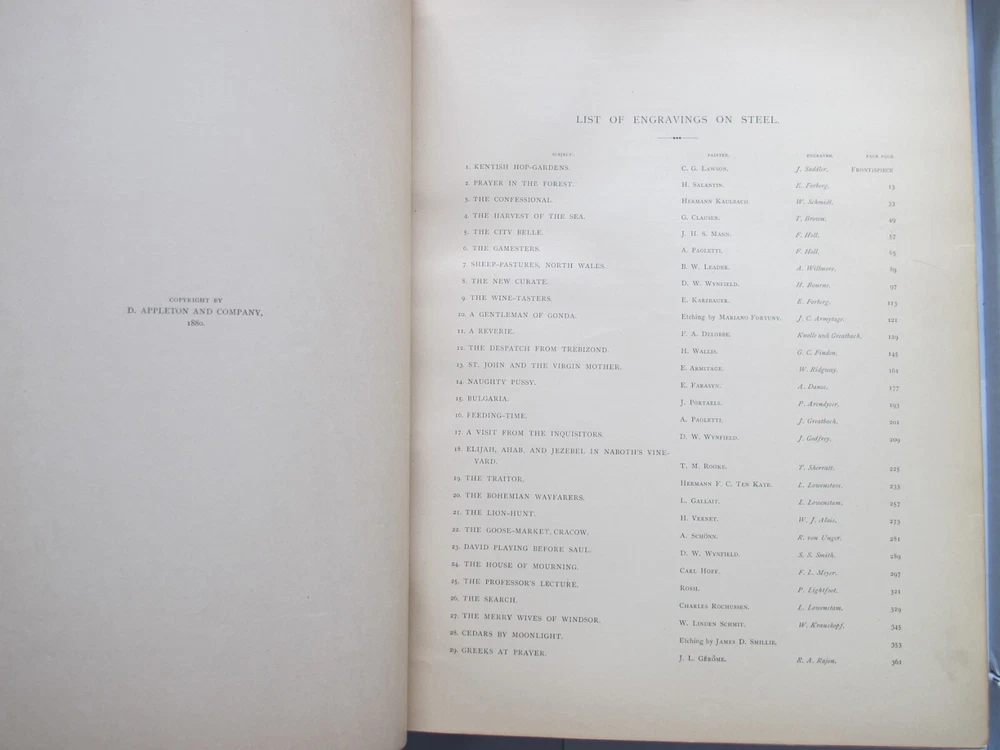 COPYRIGHT BY
D. APPLETON AND COMPANY,
1880.
LIST OF ENGRAVINGS ON STEEL.
SUBJECT. PAINTER. ENGRAVER. FACE PAGE
1. KENTISH HOP-GARDENS. C. G. LAWSON. J. Saddler. FRONTISPIECE
2. PRAYER IN THE FOREST. H. SALENTIN. E. Forberg. 15
3. THE CONFESSIONAL. HERMANN KAULBACH. W. Schmidt. 33
4. THE HARVEST OF THE SEA. G. CLAUSEN. T. Brown. 49
5. THE CITY BELLE. J. H. S. MANN. F. Holl. 57
6. THE GAMESTERS. A. PAOLETTI. F. Holl. 65
7. SHEEP-PASTURES, NORTH WALES. B. W. LEADER. A. Willmore. 89
8. THE NEW CURATE. D. W. WYNFIELD. H. Bourne. 97
9. THE WINE-TASTERS. E. KURZBAUER. E. Forberg. 113
10. A GENTLEMAN OF GONDA. Etching by MARIANO FORTUNY. J. C. Armytage. 121
11. A REVERIE. F. A. DELOBBE. Knolle und Greatbach. 129
12. THE DESPATCH FROM TREBIZOND. H. WALLIS. G. C. Finden. 145
13. ST. JOHN AND THE VIRGIN MOTHER. E. ARMITAGE. W. Ridgway. 161
14. NAUGHTY PUSSY. E. FARASYN. A. Danse. 177
15. BULGARIA. J. PORTAELS. P. Arendzen. 193
16. FEEDING-TIME. A. PAOLETTI. J. Greatbach. 201
17. A VISIT FROM THE INQUISITORS. D. W. WYNFIELD. J. Godfrey. 209
18. ELIJAH, AHAB, AND JEZEBEL IN NABOTH'S VINE-
YARD. T. M. ROOKE. T. Sherratt. 225
19. THE TRAITOR. HERMANN F. C. TEN KATE. L. Lowenstam. 233
20. THE BOHEMIAN WAYFARERS. L. GALLAIT. L. Lowenstam. 257
21. THE LION-HUNT. H. VERNET. W. J. Alais. 273
22. THE GOOSE-MARKET, CRACOW. A. SCHÖNN. R. von Unger. 281
23. DAVID PLAYING BEFORE SAUL. D. W. WYNFIELD. S. S. Smith. 289
24. THE HOUSE OF MOURNING. CARL HOFF. F. L. Meyer. 297
25. THE PROFESSOR'S LECTURE. P. Lightfoot. 321
26. THE SEARCH. CHARLES ROCHUSSEN. L. Lowenstam. 329
27. THE MERRY WIVES OF WINDSOR. W. LINDEN SCHMIT. W. Krauskopf. 345
28. CEDARS BY MOONLIGHT. Etching by JAMES D. SMILLIE. 353
29. GREEKS AT PRAYER. J. L. GÉRÔME. R. A. Rajon. 361